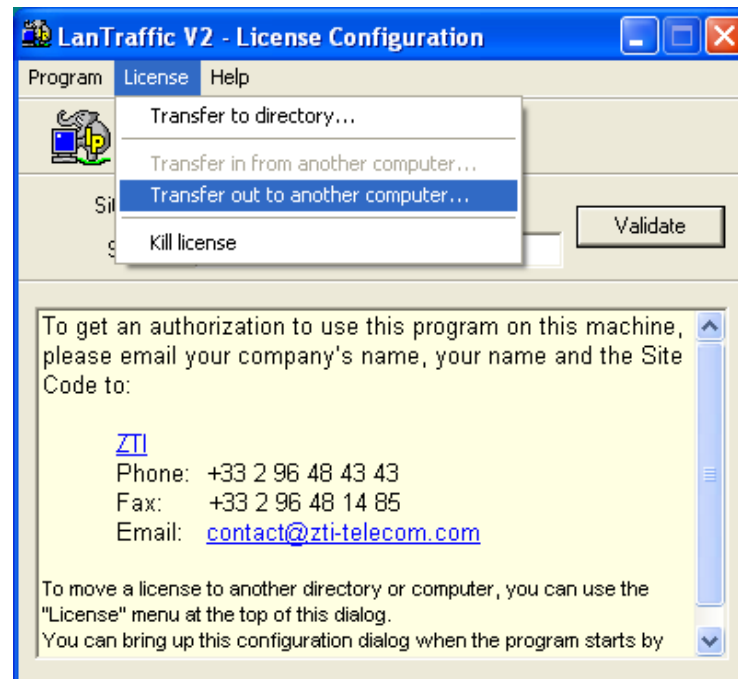 LanTraffic V2 - License Configuration
Program License Help
Transfer to directory...
Transfer in from another computer...
Transfer out to another computer...
Kill license
Validate
To get an authorization to use this program on this machine,
please email your company's name, your name and the Site
Code to:
ZTI
Phone: +33 2 96 48 43 43
Fax: +33 2 96 48 14 85
Email: contact@zti-telecom.com
To move a license to another directory or computer, you can use the
"License" menu at the top of this dialog.
You can bring up this configuration dialog when the program starts by